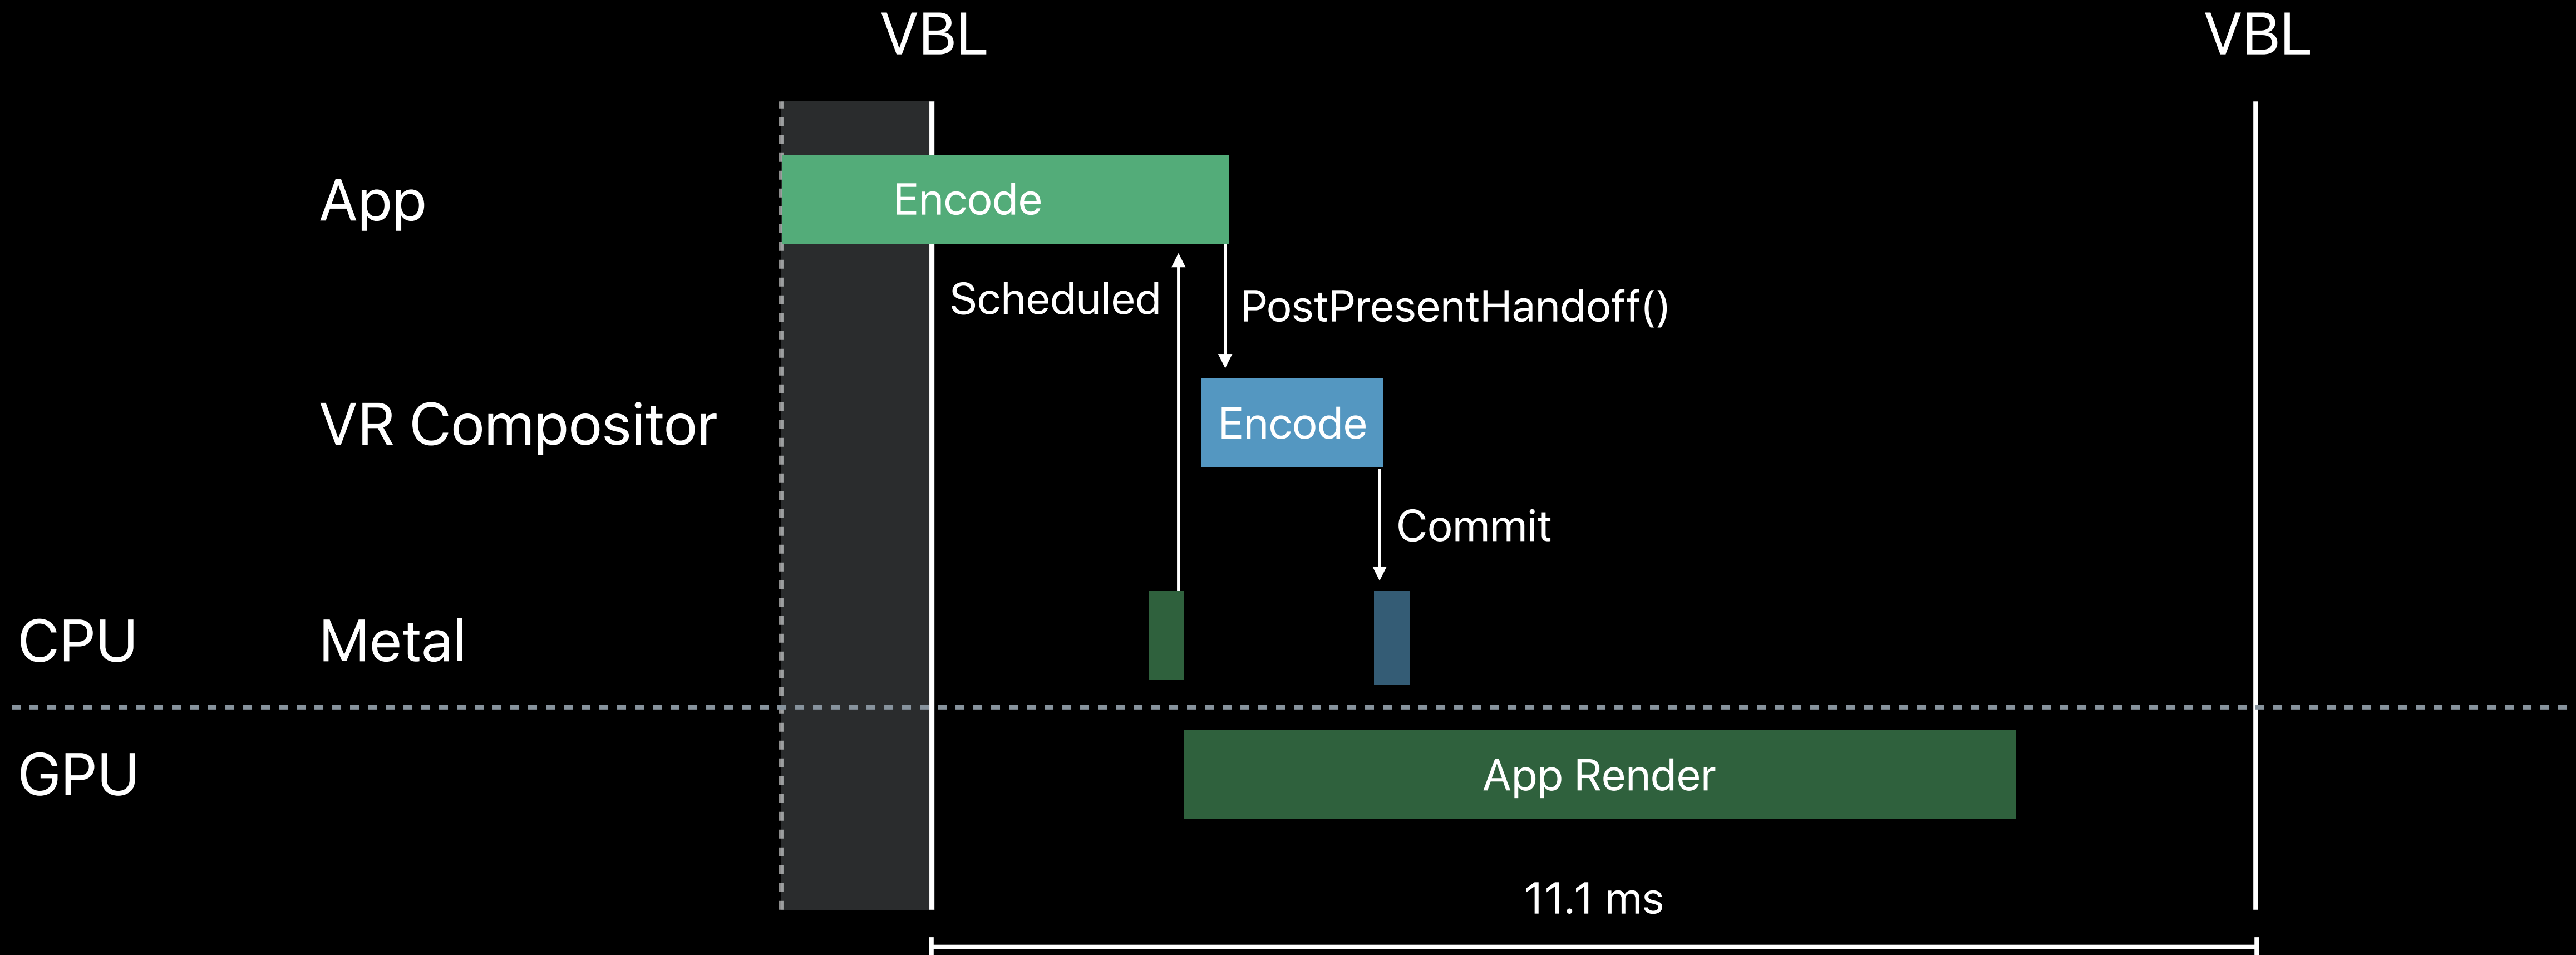 VBL
VBL
App
Encode
Scheduled
PostPresentHandoff()
VR Compositor
Encode
Commit
CPU
Metal
GPU
App Render
11.1 ms